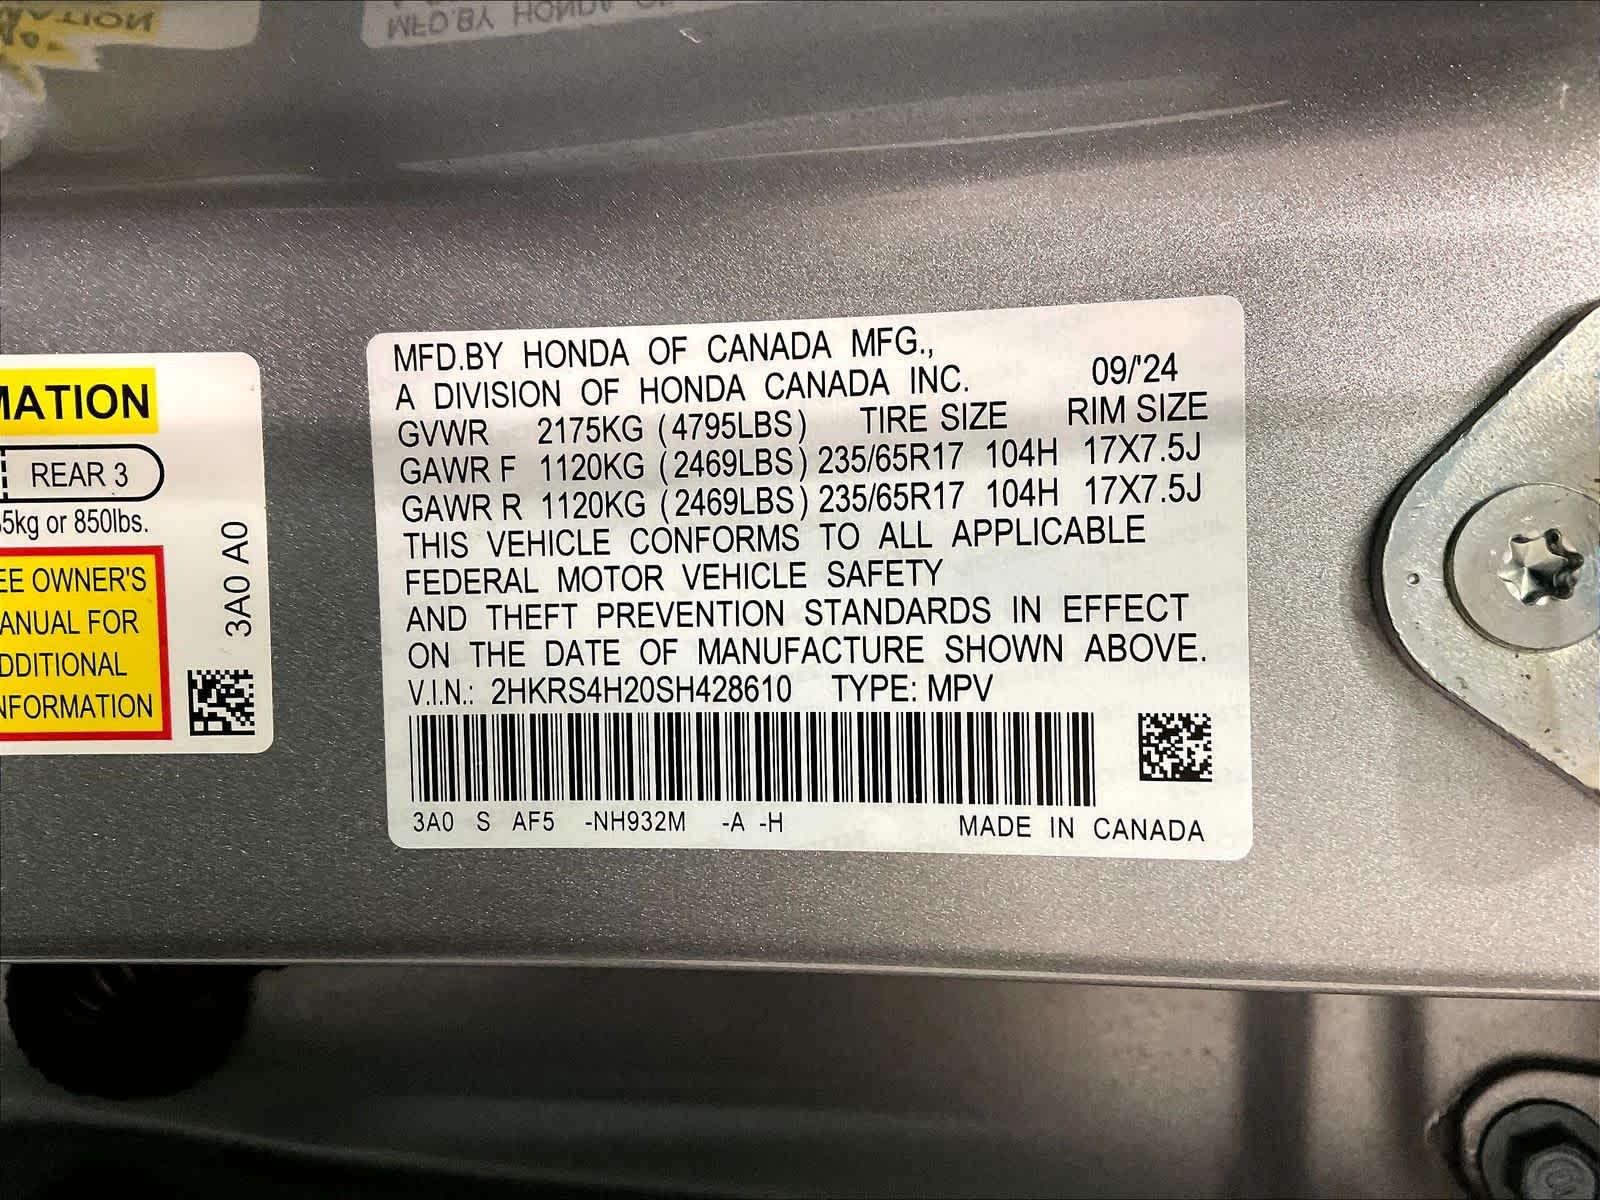 MFD.BY HONDA OF
MATION
REAR 3
5kg or 850lbs.
EE OWNER'S
ANUAL FOR
DDITIONAL
NFORMATION
3A0 A0
MFD.BY HONDA OF CANADA MFG.,
A DIVISION OF HONDA CANADA INC. 09/'24
GVWR 2175KG (4795LBS) TIRE SIZE RIM SIZE
GAWR F 1120KG (2469LBS) 235/65R17 104H 17X7.5J
GAWR R 1120KG (2469LBS) 235/65R17 104H 17X7.5J
THIS VEHICLE CONFORMS TO ALL APPLICABLE
FEDERAL MOTOR VEHICLE SAFETY
AND THEFT PREVENTION STANDARDS IN EFFECT
ON THE DATE OF MANUFACTURE SHOWN ABOVE.
V.I.N.: 2HKRS4H20SH428610 TYPE: MPV
3A0 S AF5 -NH932M -A -H MADE IN CANADA